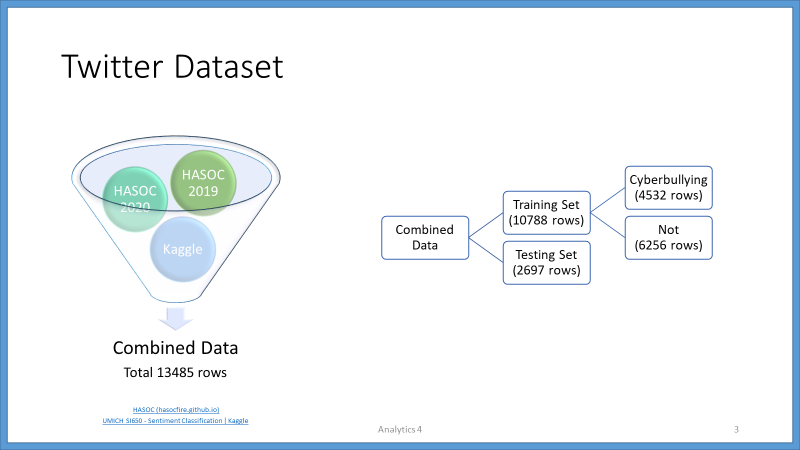 Twitter Dataset
HASOC
2020
HASOC
2019
Kaggle
Combined Data
Total 13485 rows
HASOC (hasocfire.github.io)
UMICH SI650 - Sentiment Classification | Kaggle
Combined
Data
Training Set
(10788 rows)
Testing Set
(2697 rows)
Cyberbullying
(4532 rows)
Not
(6256 rows)
Analytics 4
3